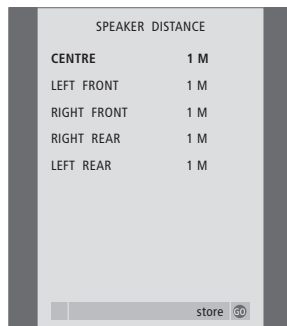 SPEAKER DISTANCE
CENTRE 1 M
LEFT FRONT 1 M
RIGHT FRONT 1 M
RIGHT REAR 1 M
LEFT REAR 1 M
store GO